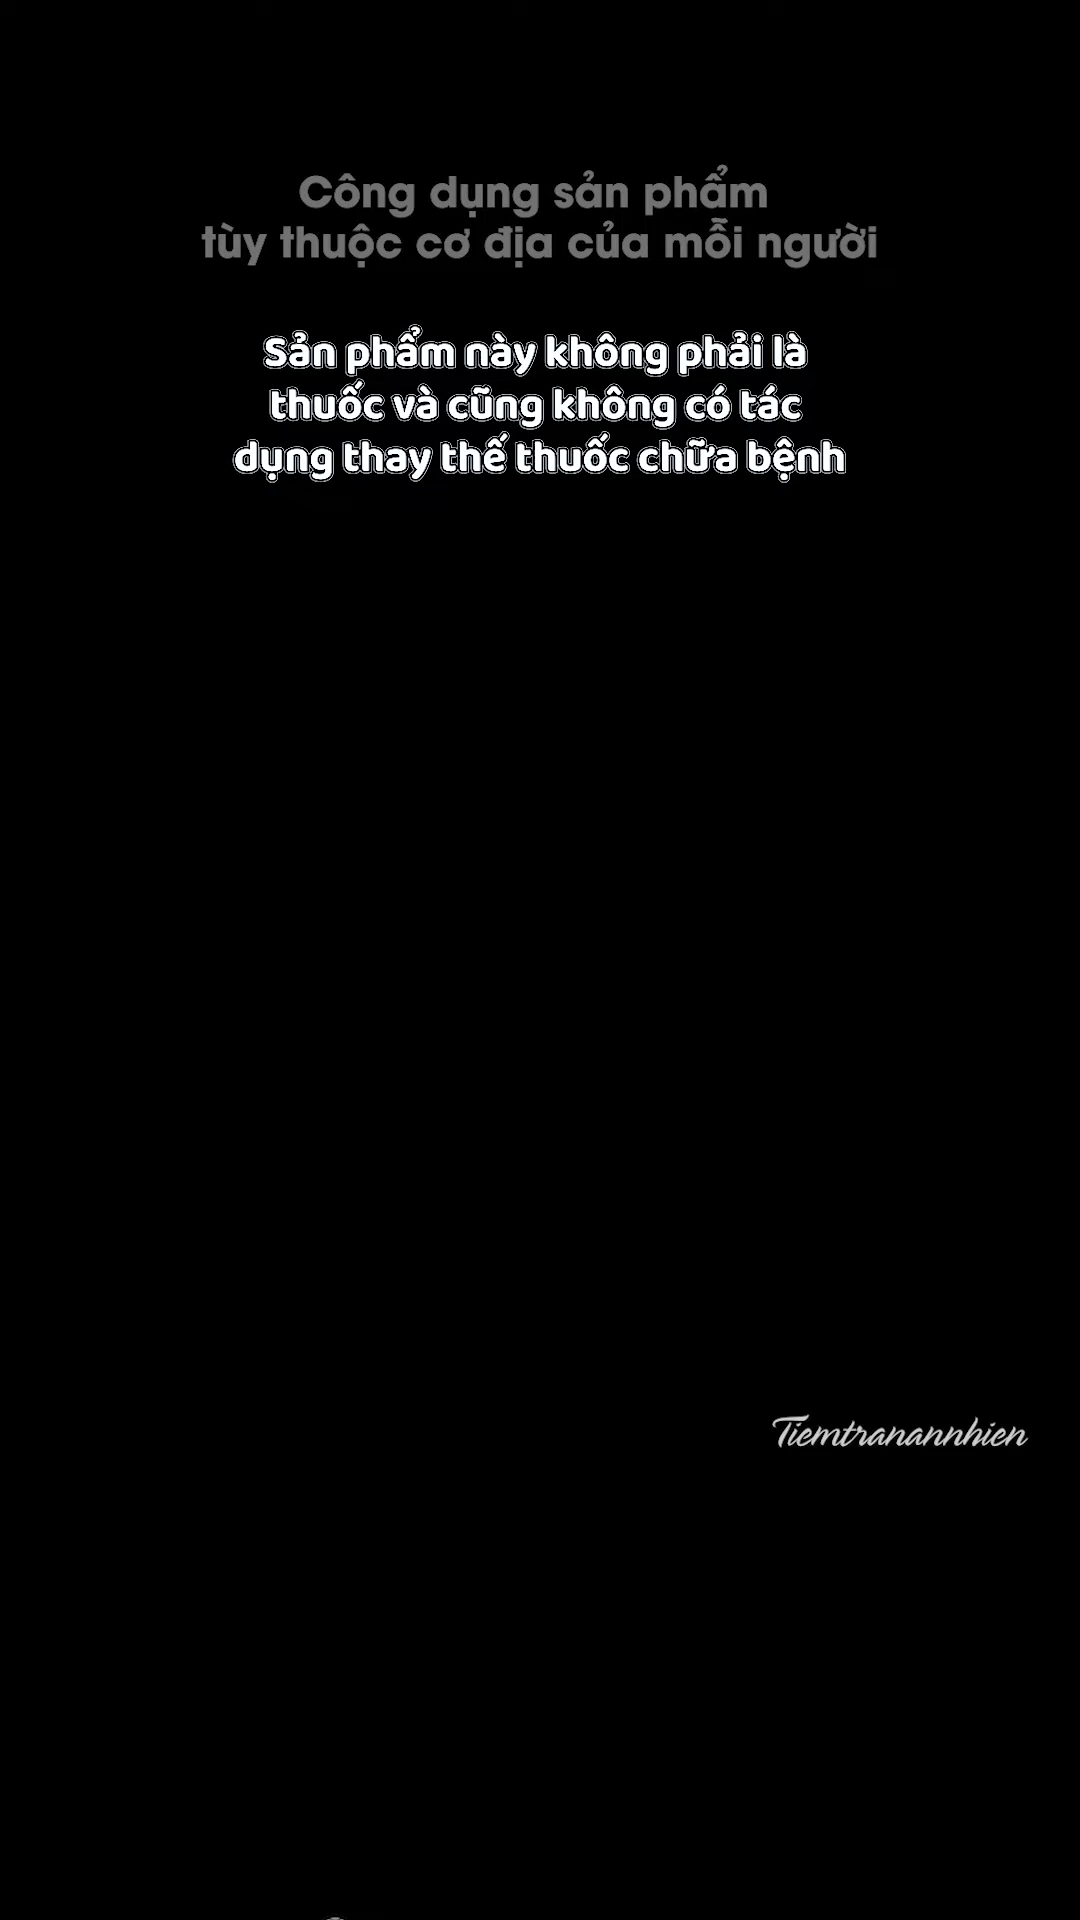 Công dụng sản phẩm
tùy thuộc cơ địa của mỗi người
Sản phẩm này không phải là
thuốc và cũng không có tác
dụng thay thế thuốc chữa bệnh
Tiemtranannhien